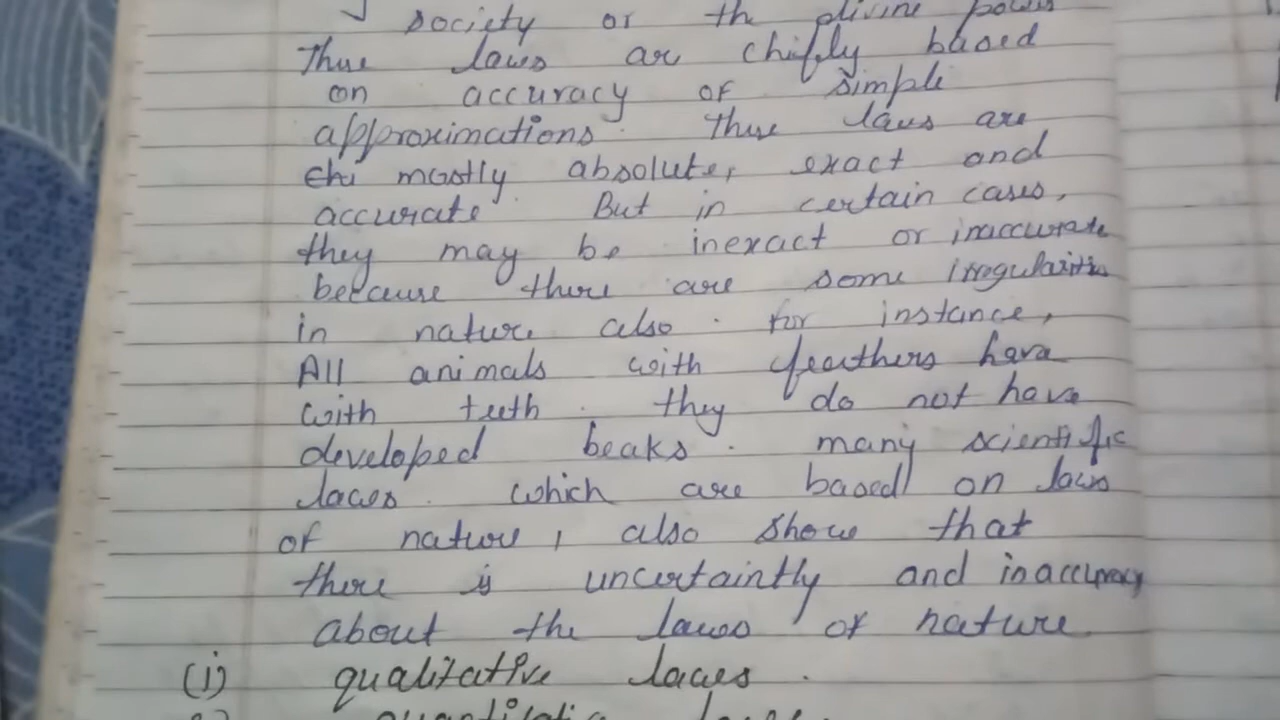 society or the divine power
These laws are chiefly based
on accuracy of simple
approximations. These laws are
chi mostly absolute, exact and
accurate. But in certain cases,
they may be inexact or inaccurate
because there are some irregularities
in nature also. For instance,
All animals with feathers have
with teeth. they do not have
developed beaks. many scientific
laws. which are based on laws
of nature, also show that
there is uncertaintly and inaccuracy
about the laws of nature
(i) qualitative laws.
quantitative laws.